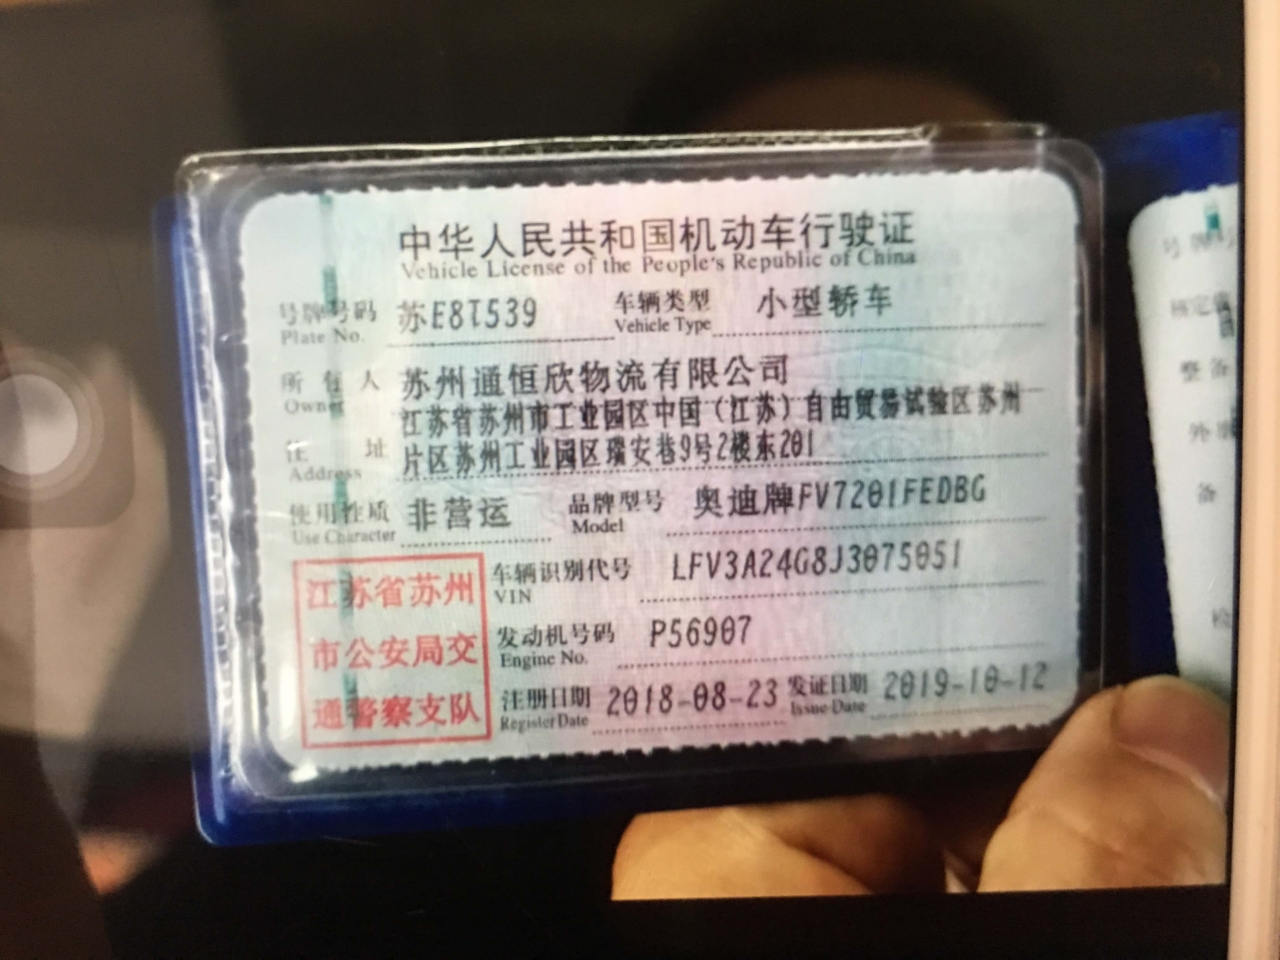 中华人民共和国机动车行驶证
Vehicle License of the People's Republic of China
号牌号码 苏E8T539 车辆类型 小型轿车
Plate No. Vehicle Type
所有人 苏州通恒欣物流有限公司
Owner
住址 江苏省苏州市工业园区中国（江苏）自由贸易试验区苏州
Address 片区苏州工业园区瑞安巷9号2楼东201
使用性质 非营运 品牌型号 奥迪牌FV7201FEDBG
Use Character Model
车辆识别代号 LFV3A24G8J3075051
VIN
发动机号码 P56907
Engine No.
注册日期 2018-08-23 发证日期 2019-10-12
Register Date Issue Date
江苏省苏州
市公安局交
通警察支队
号牌
核定
整备
外
备
检